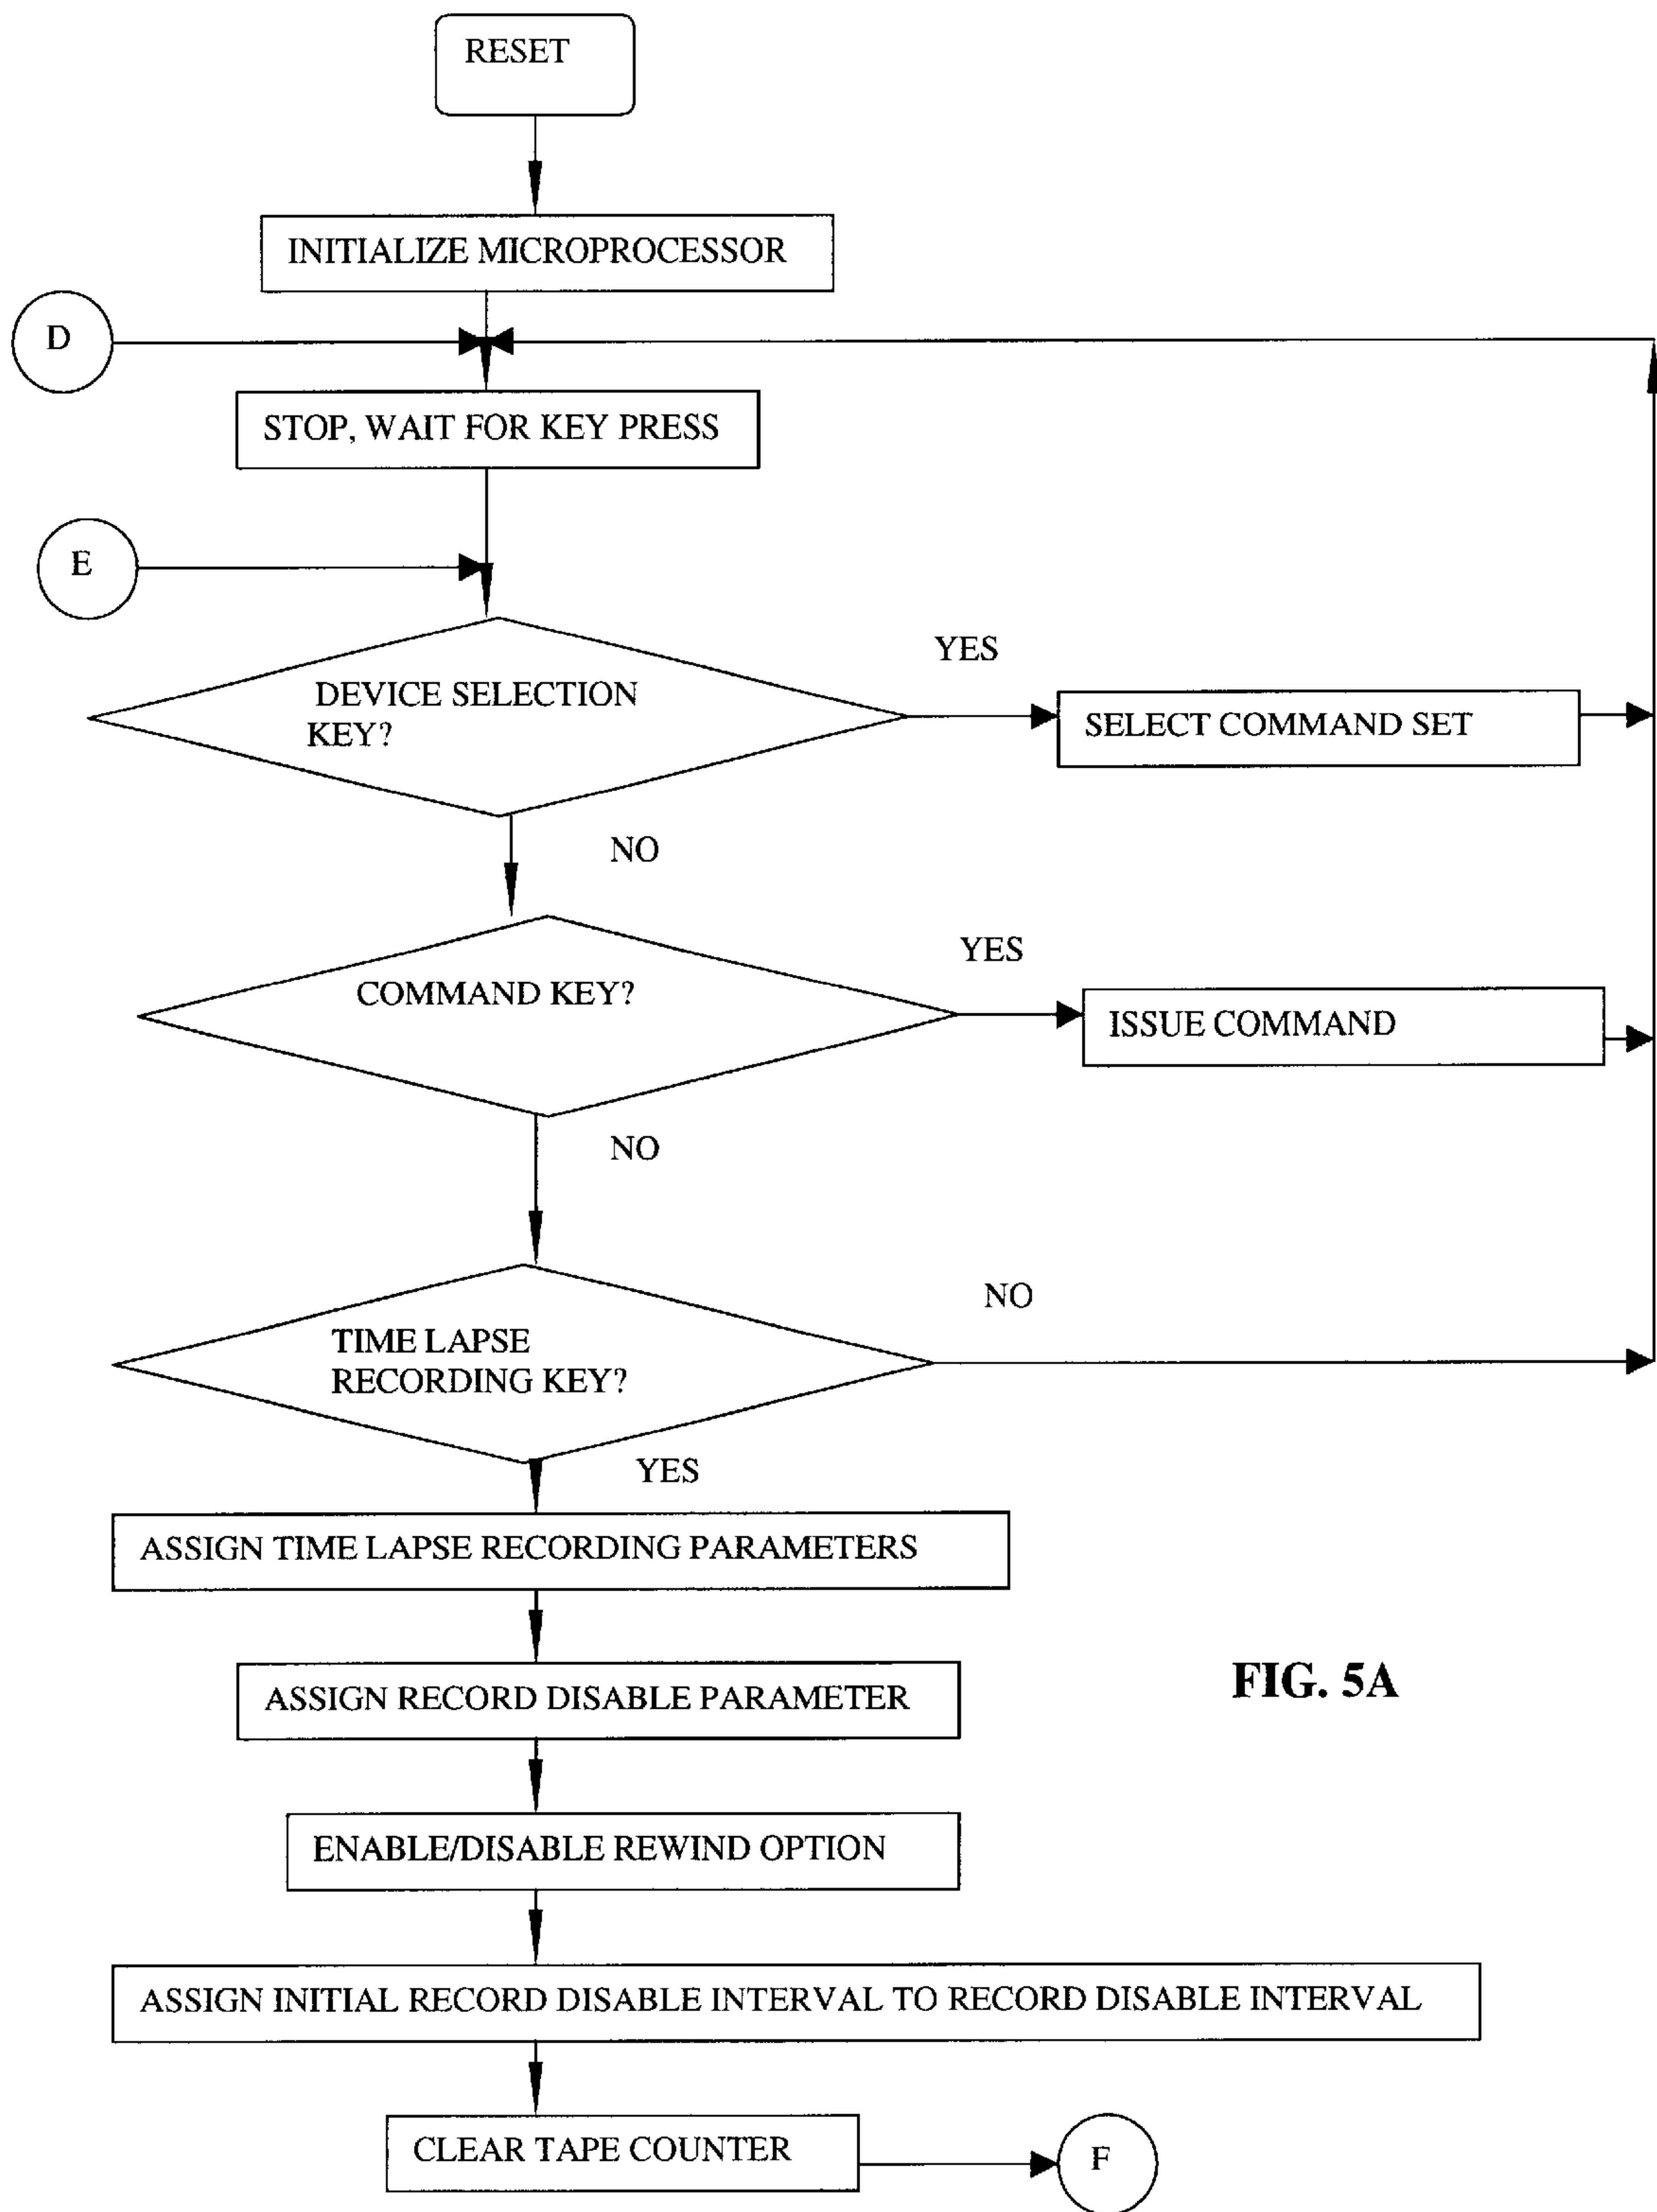 RESET
INITIALIZE MICROPROCESSOR
D
STOP, WAIT FOR KEY PRESS
E
DEVICE SELECTION
KEY?
YES
SELECT COMMAND SET
NO
COMMAND KEY?
YES
ISSUE COMMAND
NO
TIME LAPSE
RECORDING KEY?
NO
YES
ASSIGN TIME LAPSE RECORDING PARAMETERS
ASSIGN RECORD DISABLE PARAMETER
FIG. 5A
ENABLE/DISABLE REWIND OPTION
ASSIGN INITIAL RECORD DISABLE INTERVAL TO RECORD DISABLE INTERVAL
CLEAR TAPE COUNTER
F